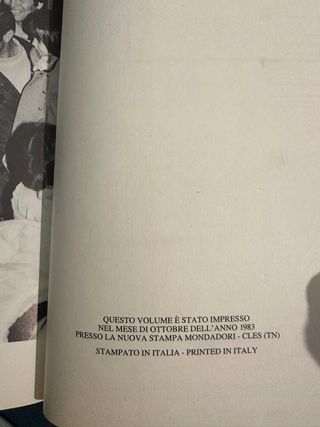 QUESTO VOLUME È STATO IMPRESSO
NEL MESE DI OTTOBRE DELL'ANNO 1983
PRESSO LA NUOVA STAMPA MONDADORI - CLES (TN)
STAMPATO IN ITALIA - PRINTED IN ITALY